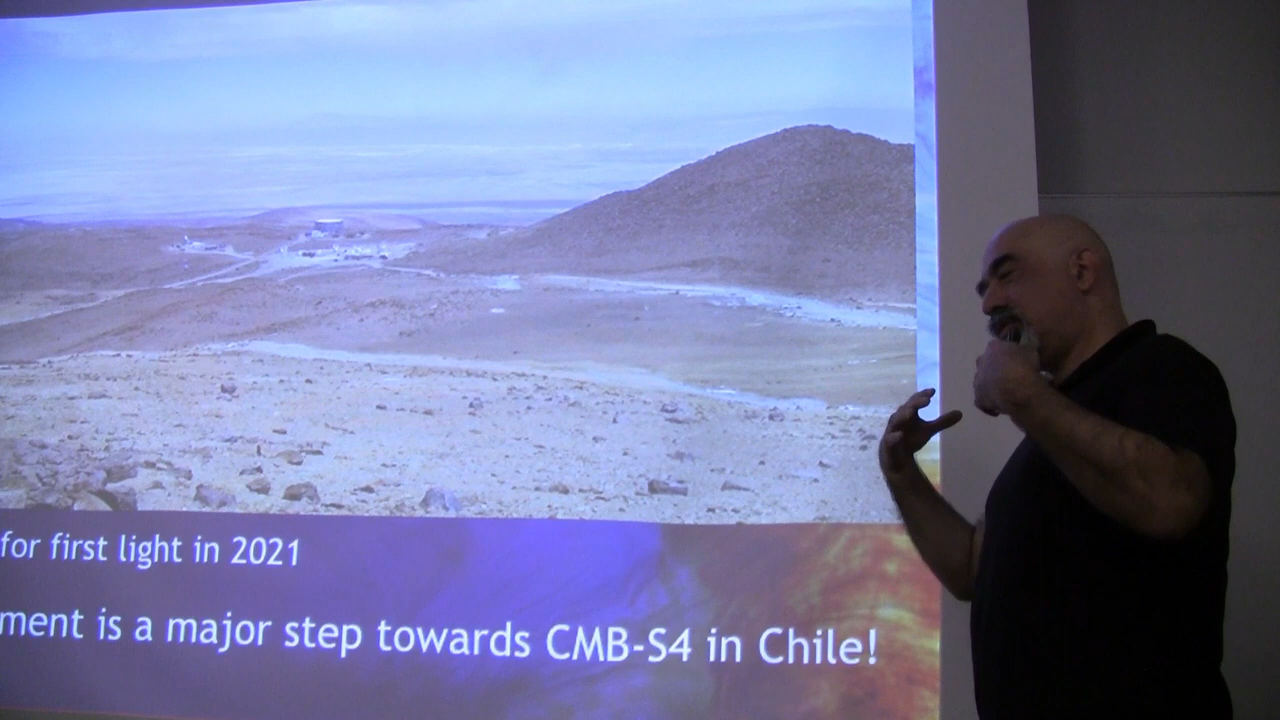 for first light in 2021
ment is a major step towards CMB-S4 in Chile!